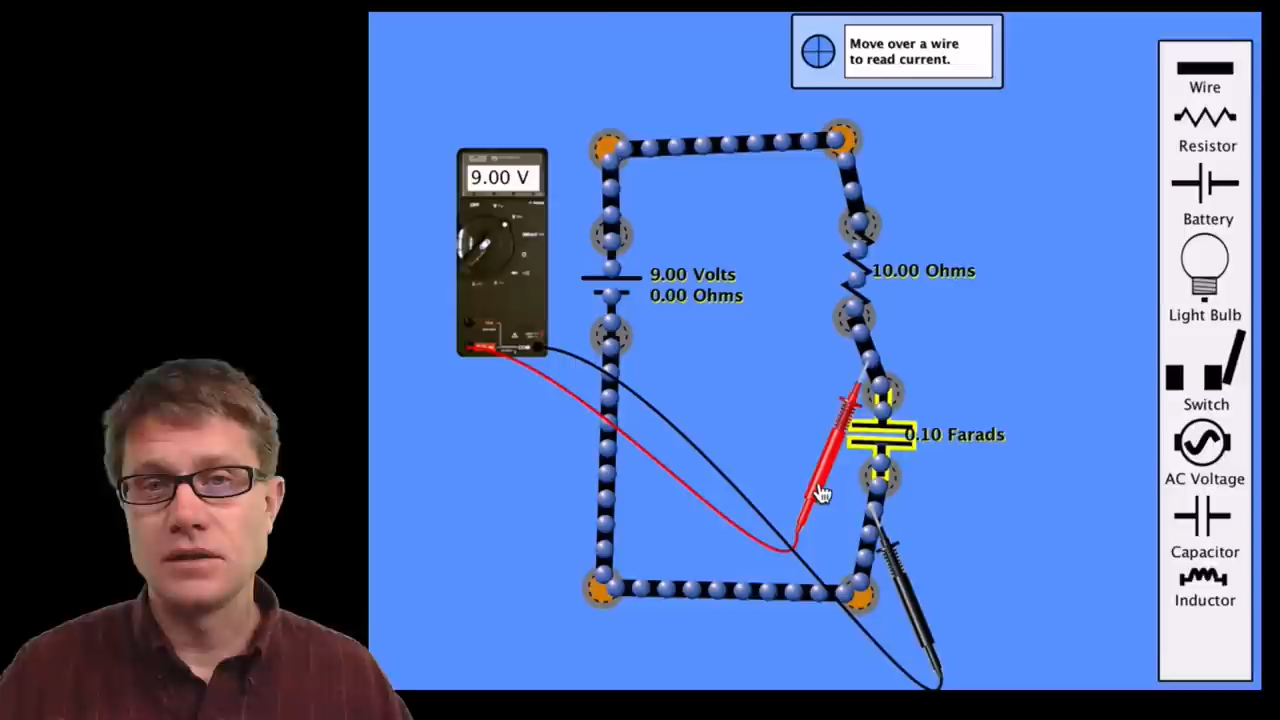 Move over a wire
to read current.
9.00 V
9.00 Volts
0.00 Ohms
10.00 Ohms
0.10 Farads
Wire
Resistor
Battery
Light Bulb
Switch
AC Voltage
Capacitor
Inductor